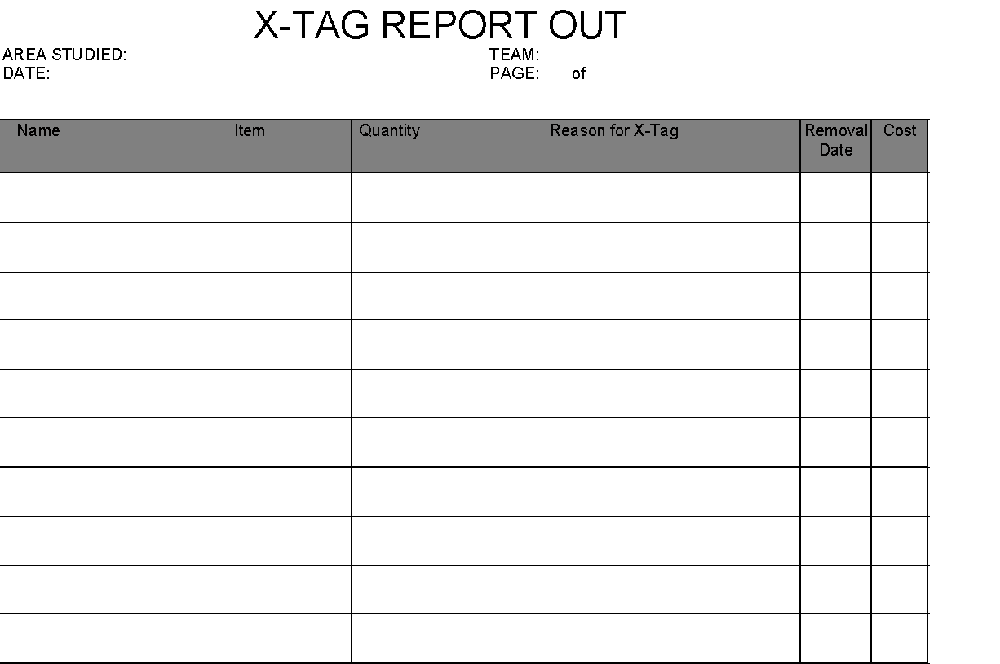 X-TAG REPORT OUT
AREA STUDIED: TEAM:
DATE: PAGE: of
Name Item Quantity Reason for X-Tag Removal Date Cost